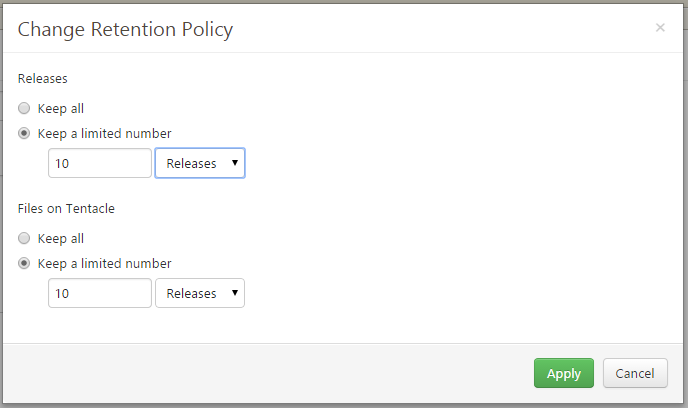 Change Retention Policy ×
Releases
Keep all
Keep a limited number
10 Releases
Files on Tentacle
Keep all
Keep a limited number
10 Releases
Apply Cancel